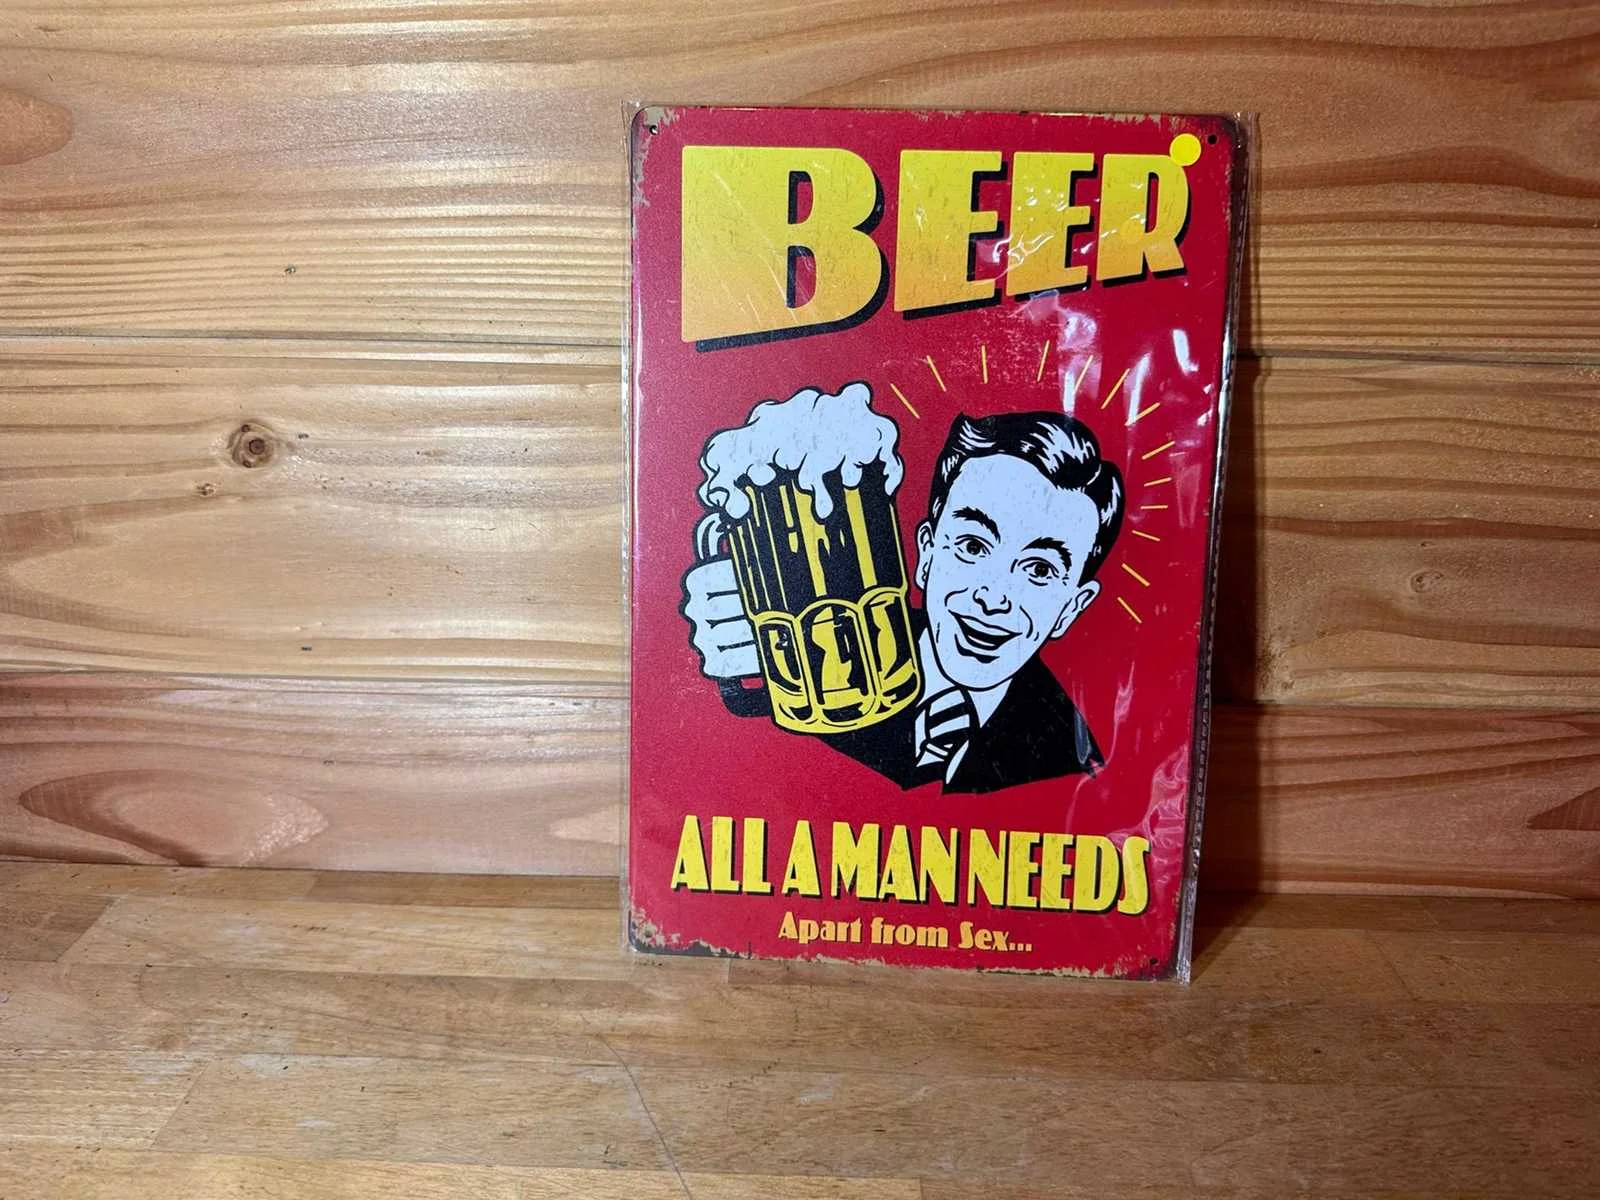 BEER
ALL A MAN NEEDS
Apart from Sex...